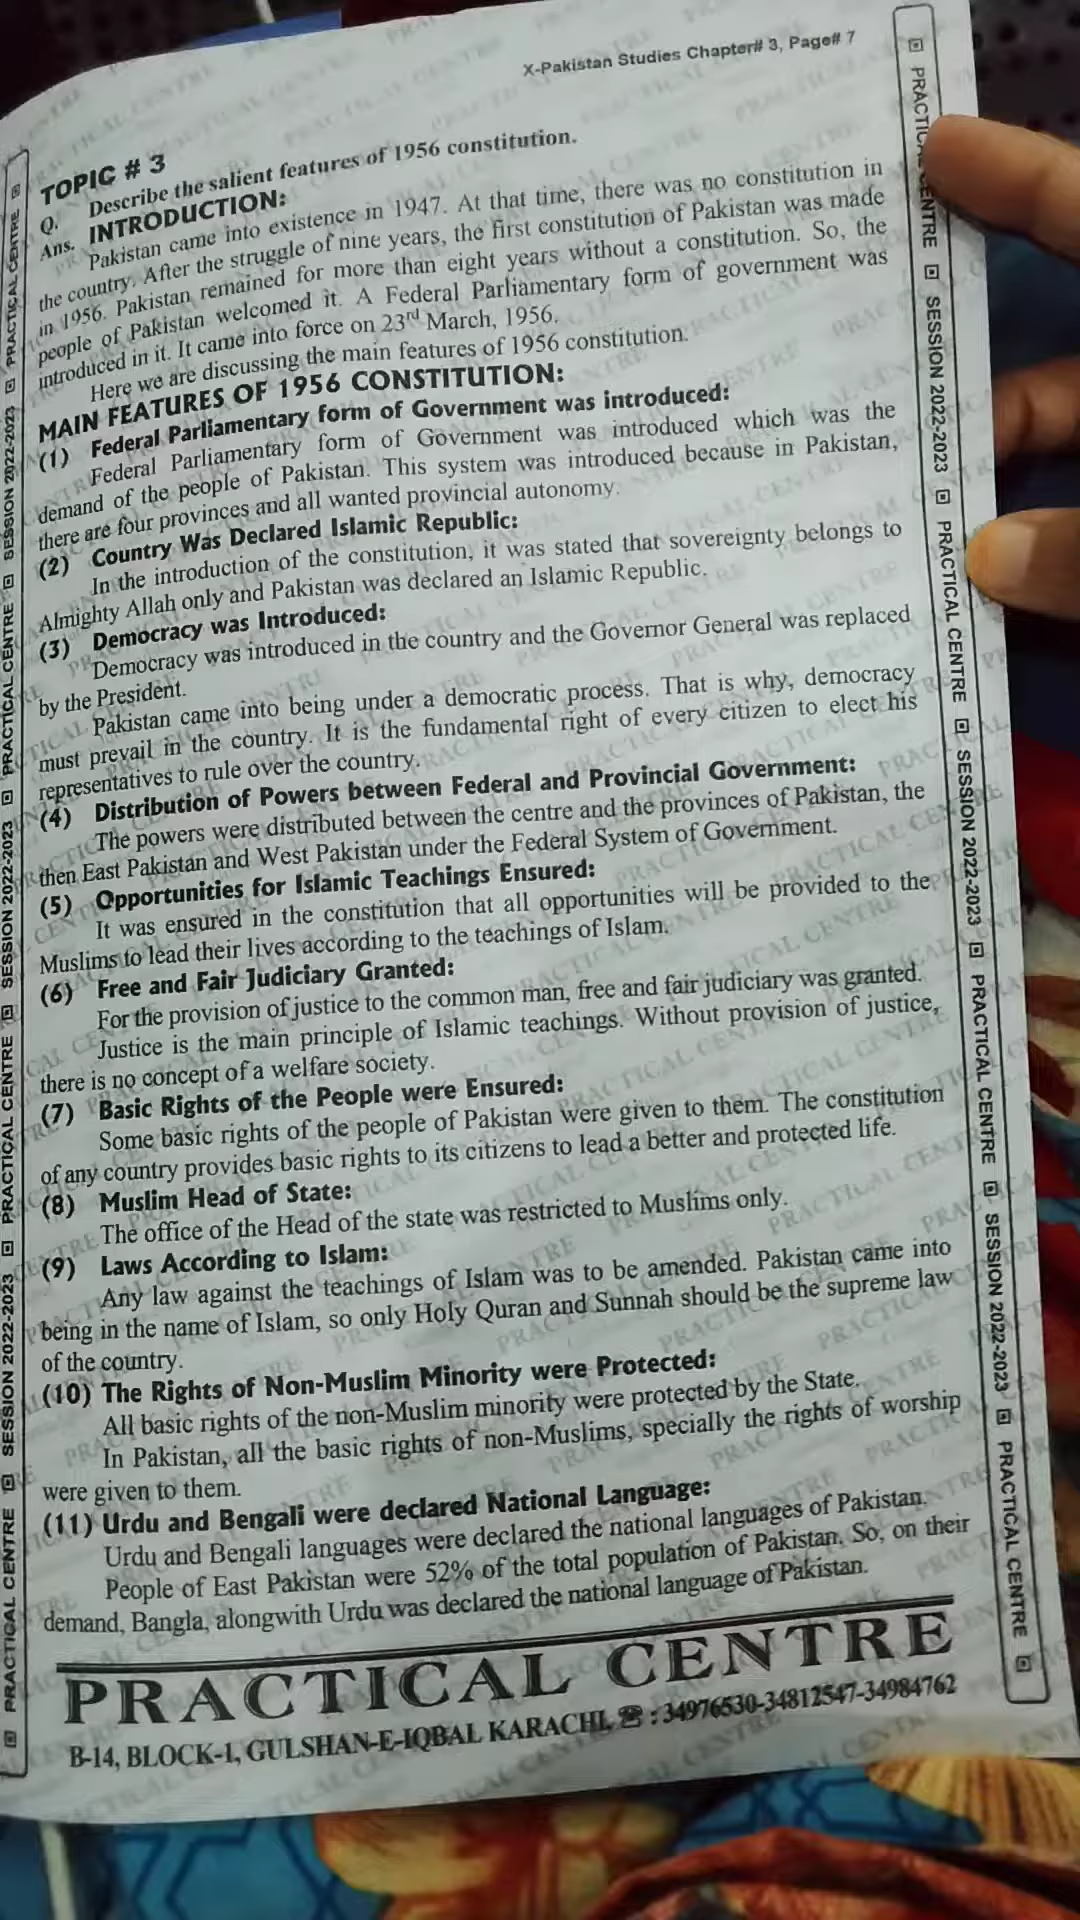 X-Pakistan Studies Chapter# 3, Page# 7
TOPIC # 3
Q. Describe the salient features of 1956 constitution.
Ans. INTRODUCTION:
Pakistan came into existence in 1947. At that time, there was no constitution in
the country. After the struggle of nine years, the first constitution of Pakistan was made
in 1956. Pakistan remained for more than eight years without a constitution. So, the
people of Pakistan welcomed it. A Federal Parliamentary form of government was
introduced in it. It came into force on 23rd March, 1956.
Here we are discussing the main features of 1956 constitution.
MAIN FEATURES OF 1956 CONSTITUTION:
(1) Federal Parliamentary form of Government was introduced:
Federal Parliamentary form of Government was introduced which was the
demand of the people of Pakistan. This system was introduced because in Pakistan,
there are four provinces and all wanted provincial autonomy.
(2) Country Was Declared Islamic Republic:
In the introduction of the constitution, it was stated that sovereignty belongs to
Almighty Allah only and Pakistan was declared an Islamic Republic.
(3) Democracy was Introduced:
Democracy was introduced in the country and the Governor General was replaced
by the President.
Pakistan came into being under a democratic process. That is why, democracy
must prevail in the country. It is the fundamental right of every citizen to elect his
representatives to rule over the country.
(4) Distribution of Powers between Federal and Provincial Government:
The powers were distributed between the centre and the provinces of Pakistan, the
then East Pakistan and West Pakistan under the Federal System of Government.
(5) Opportunities for Islamic Teachings Ensured:
It was ensured in the constitution that all opportunities will be provided to the
Muslims to lead their lives according to the teachings of Islam.
(6) Free and Fair Judiciary Granted:
For the provision of justice to the common man, free and fair judiciary was granted.
Justice is the main principle of Islamic teachings. Without provision of justice,
there is no concept of a welfare society.
(7) Basic Rights of the People were Ensured:
Some basic rights of the people of Pakistan were given to them. The constitution
of any country provides basic rights to its citizens to lead a better and protected life.
(8) Muslim Head of State:
The office of the Head of the state was restricted to Muslims only.
(9) Laws According to Islam:
Any law against the teachings of Islam was to be amended. Pakistan came into
being in the name of Islam, so only Holy Quran and Sunnah should be the supreme law
of the country.
(10) The Rights of Non-Muslim Minority were Protected:
All basic rights of the non-Muslim minority were protected by the State.
In Pakistan, all the basic rights of non-Muslims, specially the rights of worship
were given to them.
(11) Urdu and Bengali were declared National Language:
Urdu and Bengali languages were declared the national languages of Pakistan.
People of East Pakistan were 52% of the total population of Pakistan. So, on their
demand, Bangla, alongwith Urdu was declared the national language of Pakistan.
PRACTICAL CENTRE
B-14, BLOCK-1, GULSHAN-E-IQBAL KARACHI, ☎ : 34976530-34812547-34984762
PRACTICAL CENTRE SESSION 2022-2023 PRACTICAL CENTRE SESSION 2022-2023 PRACTICAL CENTRE SESSION 2022-2023 PRACTICAL CENTRE
PRACTICAL CENTRE SESSION 2022-2023 PRACTICAL CENTRE SESSION 2022-2023 PRACTICAL CENTRE SESSION 2022-2023 PRACTICAL CENTRE